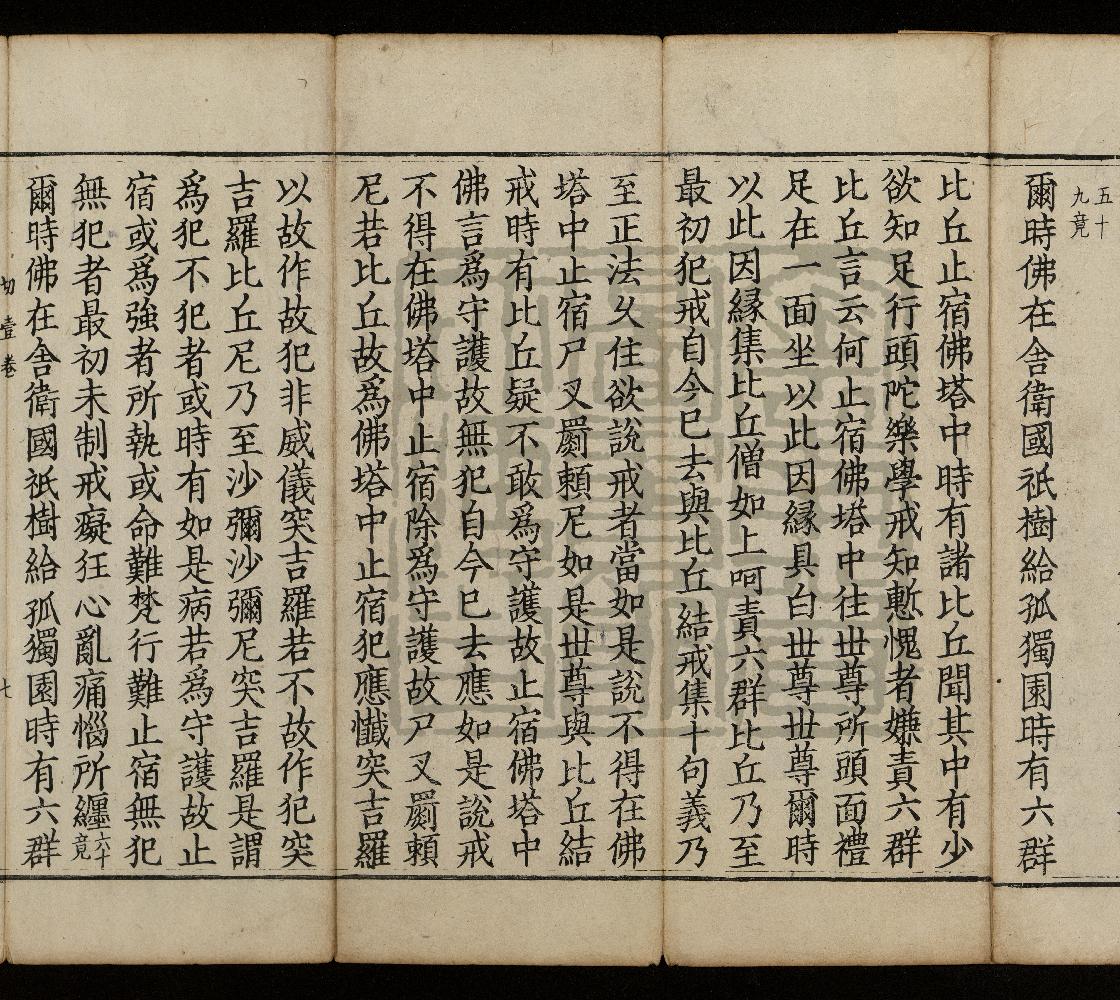 五十
九竟
爾時佛在舍衛國祇樹給孤獨園時有六群
比丘止宿佛塔中時有諸比丘聞其中有少
欲知足行頭陀樂學戒知慙愧者嫌責六群
比丘言云何止宿佛塔中往世尊所頭面禮
足在一面坐以此因緣具白世尊世尊爾時
以此因緣集比丘僧如上呵責六群比丘乃至
最初犯戒自今已去與比丘結戒集十句義乃
至正法久住欲說戒者當如是說不得在佛
塔中止宿尸叉罽賴尼如是世尊與比丘結
戒時有比丘疑不敢為守護故止宿佛塔中
佛言為守護故無犯自今已去應如是說戒
不得在佛塔中止宿除為守護故尸叉罽賴
尼若比丘故為佛塔中止宿犯應懺突吉羅
以故作故犯非威儀突吉羅若不故作犯突
吉羅比丘尼乃至沙彌沙彌尼突吉羅是謂
為犯不犯者或時有如是病若為守護故止
宿或為強者所執或命難梵行難止宿無犯
無犯者最初未制戒癡狂心亂痛惱所纏六十竟
爾時佛在舍衛國祇樹給孤獨園時有六群
切 壹卷 七